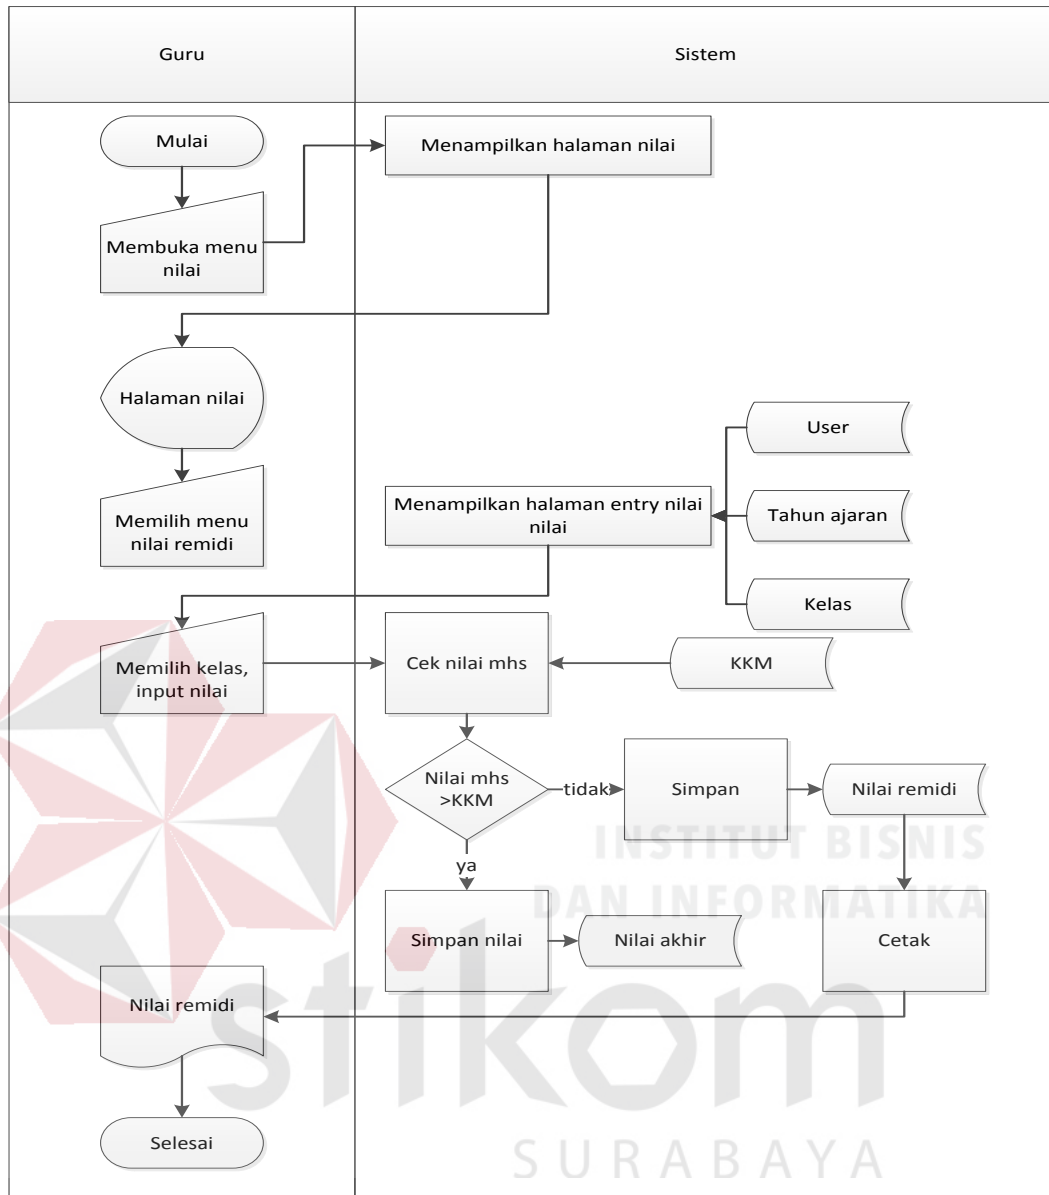 Guru
Sistem
Mulai
Menampilkan halaman nilai
Membuka menu
nilai
Halaman nilai
User
Memilih menu
nilai remidi
Menampilkan halaman entry nilai
nilai
Tahun ajaran
Kelas
Memilih kelas,
input nilai
Cek nilai mhs
KKM
Nilai mhs
>KKM
tidak
Simpan
Nilai remidi
ya
INSTITUT BISNIS
DAN INFORMATIKA
Simpan nilai
Nilai akhir
Cetak
Nilai remidi
stikom
Selesai
SURABAYA